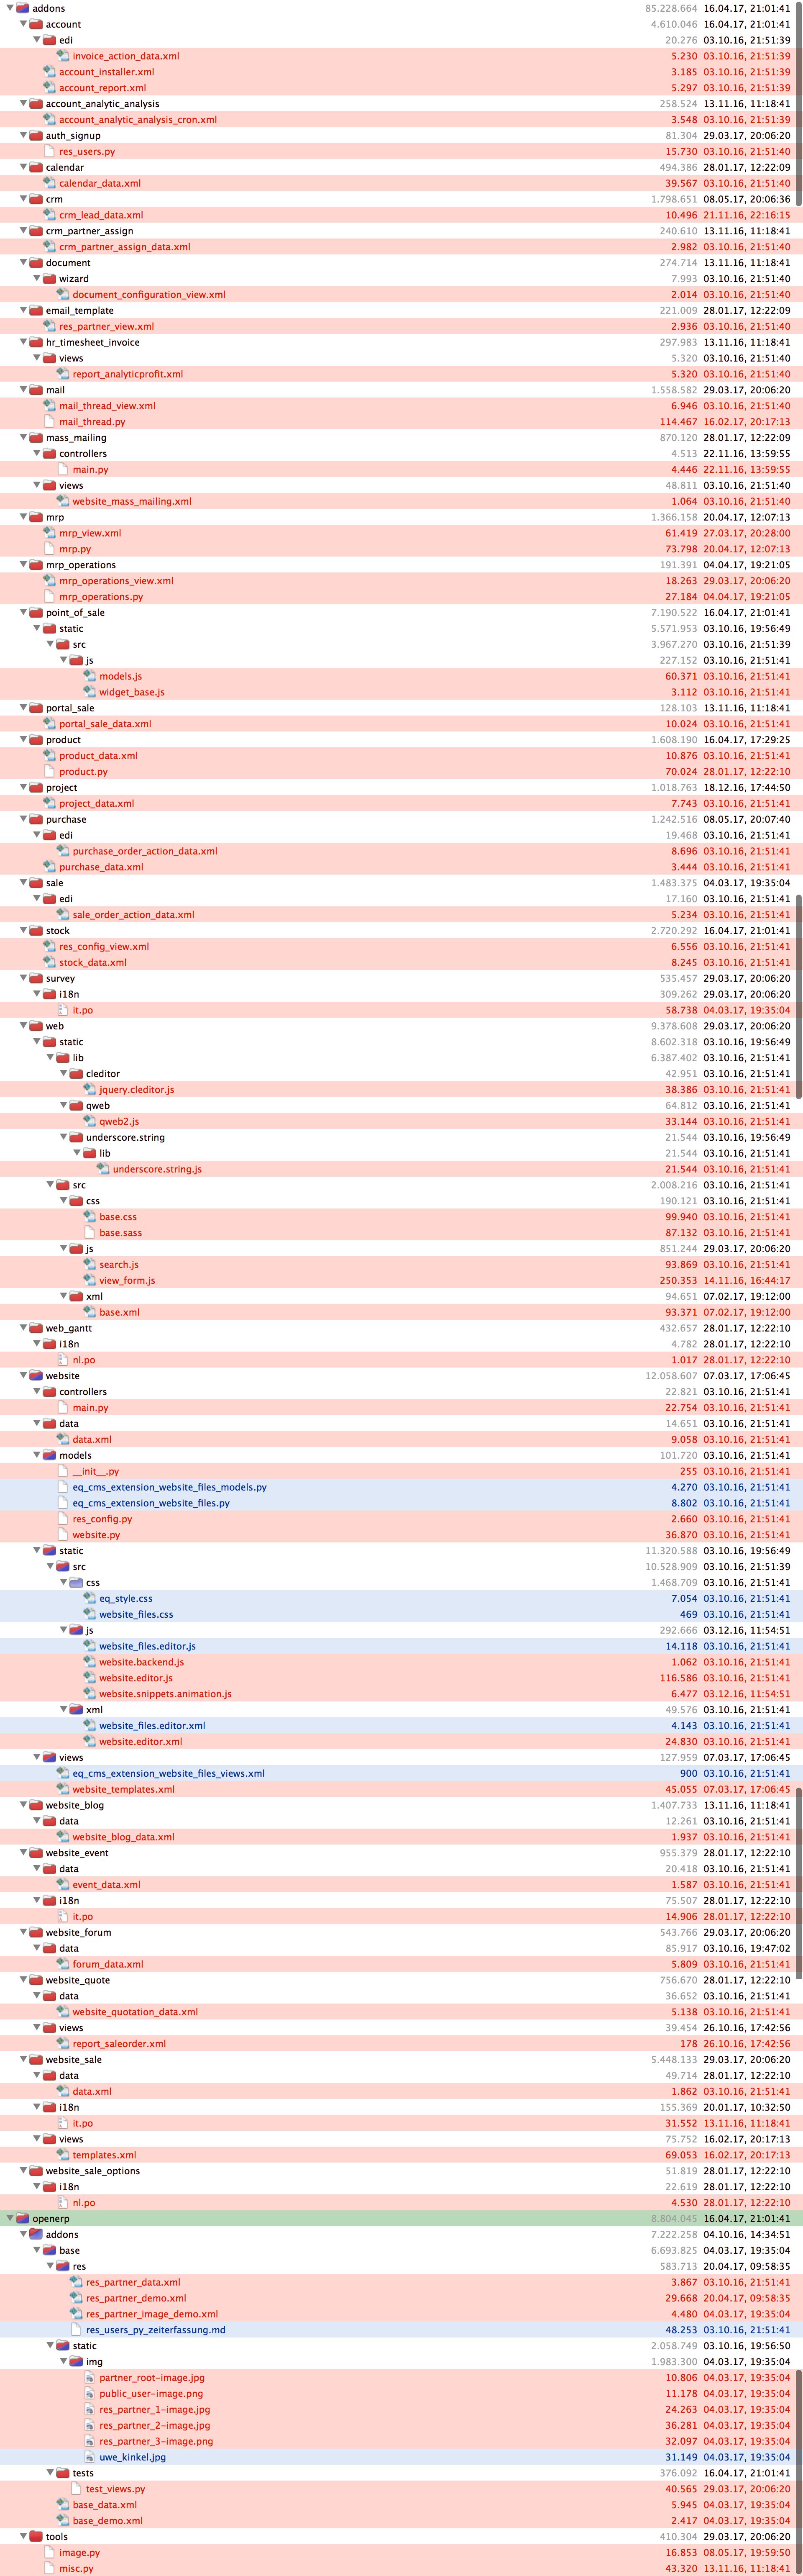 addons 85.228.664 16.04.17, 21:01:41
account 4.610.046 16.04.17, 21:01:41
edi 20.276 03.10.16, 21:51:39
invoice_action_data.xml 5.230 03.10.16, 21:51:39
account_installer.xml 3.185 03.10.16, 21:51:39
account_report.xml 5.297 03.10.16, 21:51:39
account_analytic_analysis 258.524 13.11.16, 11:18:41
account_analytic_analysis_cron.xml 3.548 03.10.16, 21:51:39
auth_signup 81.304 29.03.17, 20:06:20
res_users.py 15.730 03.10.16, 21:51:40
calendar 494.386 28.01.17, 12:22:09
calendar_data.xml 39.567 03.10.16, 21:51:40
crm 1.798.651 08.05.17, 20:06:36
crm_lead_data.xml 10.496 21.11.16, 22:16:15
crm_partner_assign 240.610 13.11.16, 11:18:41
crm_partner_assign_data.xml 2.982 03.10.16, 21:51:40
document 274.714 13.11.16, 11:18:41
wizard 7.993 03.10.16, 21:51:40
document_configuration_view.xml 2.014 03.10.16, 21:51:40
email_template 221.009 28.01.17, 12:22:09
res_partner_view.xml 2.936 03.10.16, 21:51:40
hr_timesheet_invoice 297.983 13.11.16, 11:18:41
views 5.320 03.10.16, 21:51:40
report_analyticprofit.xml 5.320 03.10.16, 21:51:40
mail 1.558.582 29.03.17, 20:06:20
mail_thread_view.xml 6.946 03.10.16, 21:51:40
mail_thread.py 114.467 16.02.17, 20:17:13
mass_mailing 870.120 28.01.17, 12:22:09
controllers 4.513 22.11.16, 13:59:55
main.py 4.446 22.11.16, 13:59:55
views 48.811 03.10.16, 21:51:40
website_mass_mailing.xml 1.064 03.10.16, 21:51:40
mrp 1.366.158 20.04.17, 12:07:13
mrp_view.xml 61.419 27.03.17, 20:28:00
mrp.py 73.798 20.04.17, 12:07:13
mrp_operations 191.391 04.04.17, 19:21:05
mrp_operations_view.xml 18.263 29.03.17, 20:06:20
mrp_operations.py 27.184 04.04.17, 19:21:05
point_of_sale 7.190.522 16.04.17, 21:01:41
static 5.571.953 03.10.16, 19:56:49
src 3.967.270 03.10.16, 21:51:39
js 227.152 03.10.16, 21:51:41
models.js 60.371 03.10.16, 21:51:41
widget_base.js 3.112 03.10.16, 21:51:41
portal_sale 128.103 13.11.16, 11:18:41
portal_sale_data.xml 10.024 03.10.16, 21:51:41
product 1.608.190 16.04.17, 17:29:25
product_data.xml 10.876 03.10.16, 21:51:41
product.py 70.024 28.01.17, 12:22:10
project 1.018.763 18.12.16, 17:44:50
project_data.xml 7.743 03.10.16, 21:51:41
purchase 1.242.516 08.05.17, 20:07:40
edi 19.468 03.10.16, 21:51:41
purchase_order_action_data.xml 8.696 03.10.16, 21:51:41
purchase_data.xml 3.444 03.10.16, 21:51:41
sale 1.483.375 04.03.17, 19:35:04
edi 17.160 03.10.16, 21:51:41
sale_order_action_data.xml 5.234 03.10.16, 21:51:41
stock 2.720.292 16.04.17, 21:01:41
res_config_view.xml 6.556 03.10.16, 21:51:41
stock_data.xml 8.245 03.10.16, 21:51:41
survey 535.457 29.03.17, 20:06:20
i18n 309.262 29.03.17, 20:06:20
it.po 58.738 04.03.17, 19:35:04
web 9.378.608 29.03.17, 20:06:20
static 8.602.318 03.10.16, 19:56:49
lib 6.387.402 03.10.16, 21:51:41
cleditor 42.951 03.10.16, 21:51:41
jquery.cleditor.js 38.386 03.10.16, 21:51:41
qweb 64.812 03.10.16, 21:51:41
qweb2.js 33.144 03.10.16, 21:51:41
underscore.string 21.544 03.10.16, 19:56:49
lib 21.544 03.10.16, 21:51:41
underscore.string.js 21.544 03.10.16, 21:51:41
src 2.008.216 03.10.16, 21:51:41
css 190.121 03.10.16, 21:51:41
base.css 99.940 03.10.16, 21:51:41
base.sass 87.132 03.10.16, 21:51:41
js 851.244 29.03.17, 20:06:20
search.js 93.869 03.10.16, 21:51:41
view_form.js 250.353 14.11.16, 16:44:17
xml 94.651 07.02.17, 19:12:00
base.xml 93.371 07.02.17, 19:12:00
web_gantt 432.657 28.01.17, 12:22:10
i18n 4.782 28.01.17, 12:22:10
nl.po 1.017 28.01.17, 12:22:10
website 12.058.607 07.03.17, 17:06:45
controllers 22.821 03.10.16, 21:51:41
main.py 22.754 03.10.16, 21:51:41
data 14.651 03.10.16, 21:51:41
data.xml 9.058 03.10.16, 21:51:41
models 101.720 03.10.16, 21:51:41
__init__.py 255 03.10.16, 21:51:41
eq_cms_extension_website_files_models.py 4.270 03.10.16, 21:51:41
eq_cms_extension_website_files.py 8.802 03.10.16, 21:51:41
res_config.py 2.660 03.10.16, 21:51:41
website.py 36.870 03.10.16, 21:51:41
static 11.320.588 03.10.16, 19:56:49
src 10.528.909 03.10.16, 21:51:39
css 1.468.709 03.10.16, 21:51:41
eq_style.css 7.054 03.10.16, 21:51:41
website_files.css 469 03.10.16, 21:51:41
js 292.666 03.12.16, 11:54:51
website_files.editor.js 14.118 03.10.16, 21:51:41
website.backend.js 1.062 03.10.16, 21:51:41
website.editor.js 116.586 03.10.16, 21:51:41
website.snippets.animation.js 6.477 03.12.16, 11:54:51
xml 49.576 03.10.16, 21:51:41
website_files.editor.xml 4.143 03.10.16, 21:51:41
website.editor.xml 24.830 03.10.16, 21:51:41
views 127.959 07.03.17, 17:06:45
eq_cms_extension_website_files_views.xml 900 03.10.16, 21:51:41
website_templates.xml 45.055 07.03.17, 17:06:45
website_blog 1.407.733 13.11.16, 11:18:41
data 12.261 03.10.16, 21:51:41
website_blog_data.xml 1.937 03.10.16, 21:51:41
website_event 955.379 28.01.17, 12:22:10
data 20.418 03.10.16, 21:51:41
event_data.xml 1.587 03.10.16, 21:51:41
i18n 75.507 28.01.17, 12:22:10
it.po 14.906 28.01.17, 12:22:10
website_forum 543.766 29.03.17, 20:06:20
data 85.917 03.10.16, 19:47:02
forum_data.xml 5.809 03.10.16, 21:51:41
website_quote 756.670 28.01.17, 12:22:10
data 36.652 03.10.16, 21:51:41
website_quotation_data.xml 5.138 03.10.16, 21:51:41
views 39.454 26.10.16, 17:42:56
report_saleorder.xml 178 26.10.16, 17:42:56
website_sale 5.448.133 29.03.17, 20:06:20
data 49.714 28.01.17, 12:22:10
data.xml 1.862 03.10.16, 21:51:41
i18n 155.369 20.01.17, 10:32:50
it.po 31.552 13.11.16, 11:18:41
views 75.752 16.02.17, 20:17:13
templates.xml 69.053 16.02.17, 20:17:13
website_sale_options 51.819 28.01.17, 12:22:10
i18n 22.619 28.01.17, 12:22:10
nl.po 4.530 28.01.17, 12:22:10
openerp 8.804.045 16.04.17, 21:01:41
addons 7.222.258 04.10.16, 14:34:51
base 6.693.825 04.03.17, 19:35:04
res 583.713 20.04.17, 09:58:35
res_partner_data.xml 3.867 03.10.16, 21:51:41
res_partner_demo.xml 29.668 20.04.17, 09:58:35
res_partner_image_demo.xml 4.480 04.03.17, 19:35:04
res_users_py_zeiterfassung.md 48.253 03.10.16, 21:51:41
static 2.058.749 03.10.16, 19:56:50
img 1.983.300 04.03.17, 19:35:04
partner_root-image.jpg 10.806 04.03.17, 19:35:04
public_user-image.png 11.178 04.03.17, 19:35:04
res_partner_1-image.jpg 24.263 04.03.17, 19:35:04
res_partner_2-image.jpg 36.281 04.03.17, 19:35:04
res_partner_3-image.png 32.097 04.03.17, 19:35:04
uwe_kinkel.jpg 31.149 04.03.17, 19:35:04
tests 376.092 16.04.17, 21:01:41
test_views.py 40.565 29.03.17, 20:06:20
base_data.xml 5.945 04.03.17, 19:35:04
base_demo.xml 2.417 04.03.17, 19:35:04
tools 410.304 29.03.17, 20:06:20
image.py 16.853 08.05.17, 19:59:50
misc.py 43.320 13.11.16, 11:18:41